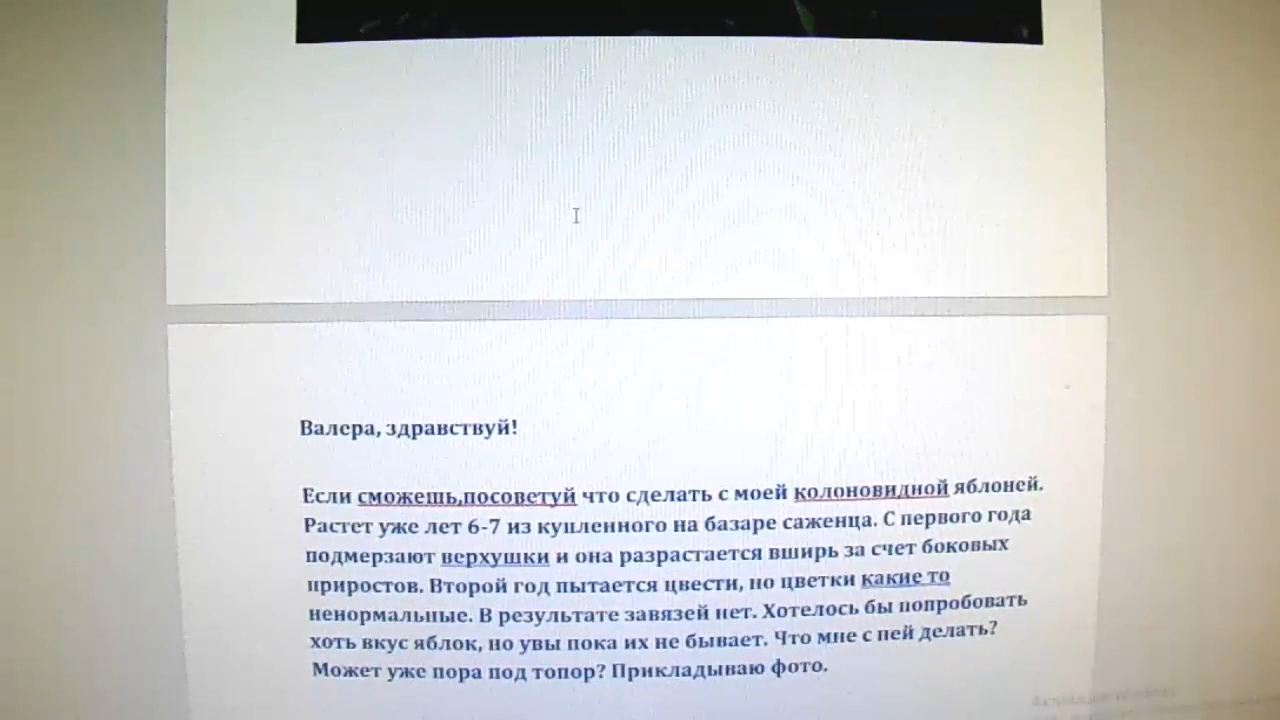 Валера, здравствуй!
Если сможешь,посоветуй что сделать с моей колоновидной яблоней.
Растет уже лет 6-7 из купленного на базаре саженца. С первого года
подмерзают верхушки и она разрастается вширь за счет боковых
приростов. Второй год пытается цвести, но цветки какие то
ненормальные. В результате завязей нет. Хотелось бы попробовать
хоть вкус яблок, но увы пока их не бывает. Что мне с ней делать?
Может уже пора под топор? Прикладываю фото.